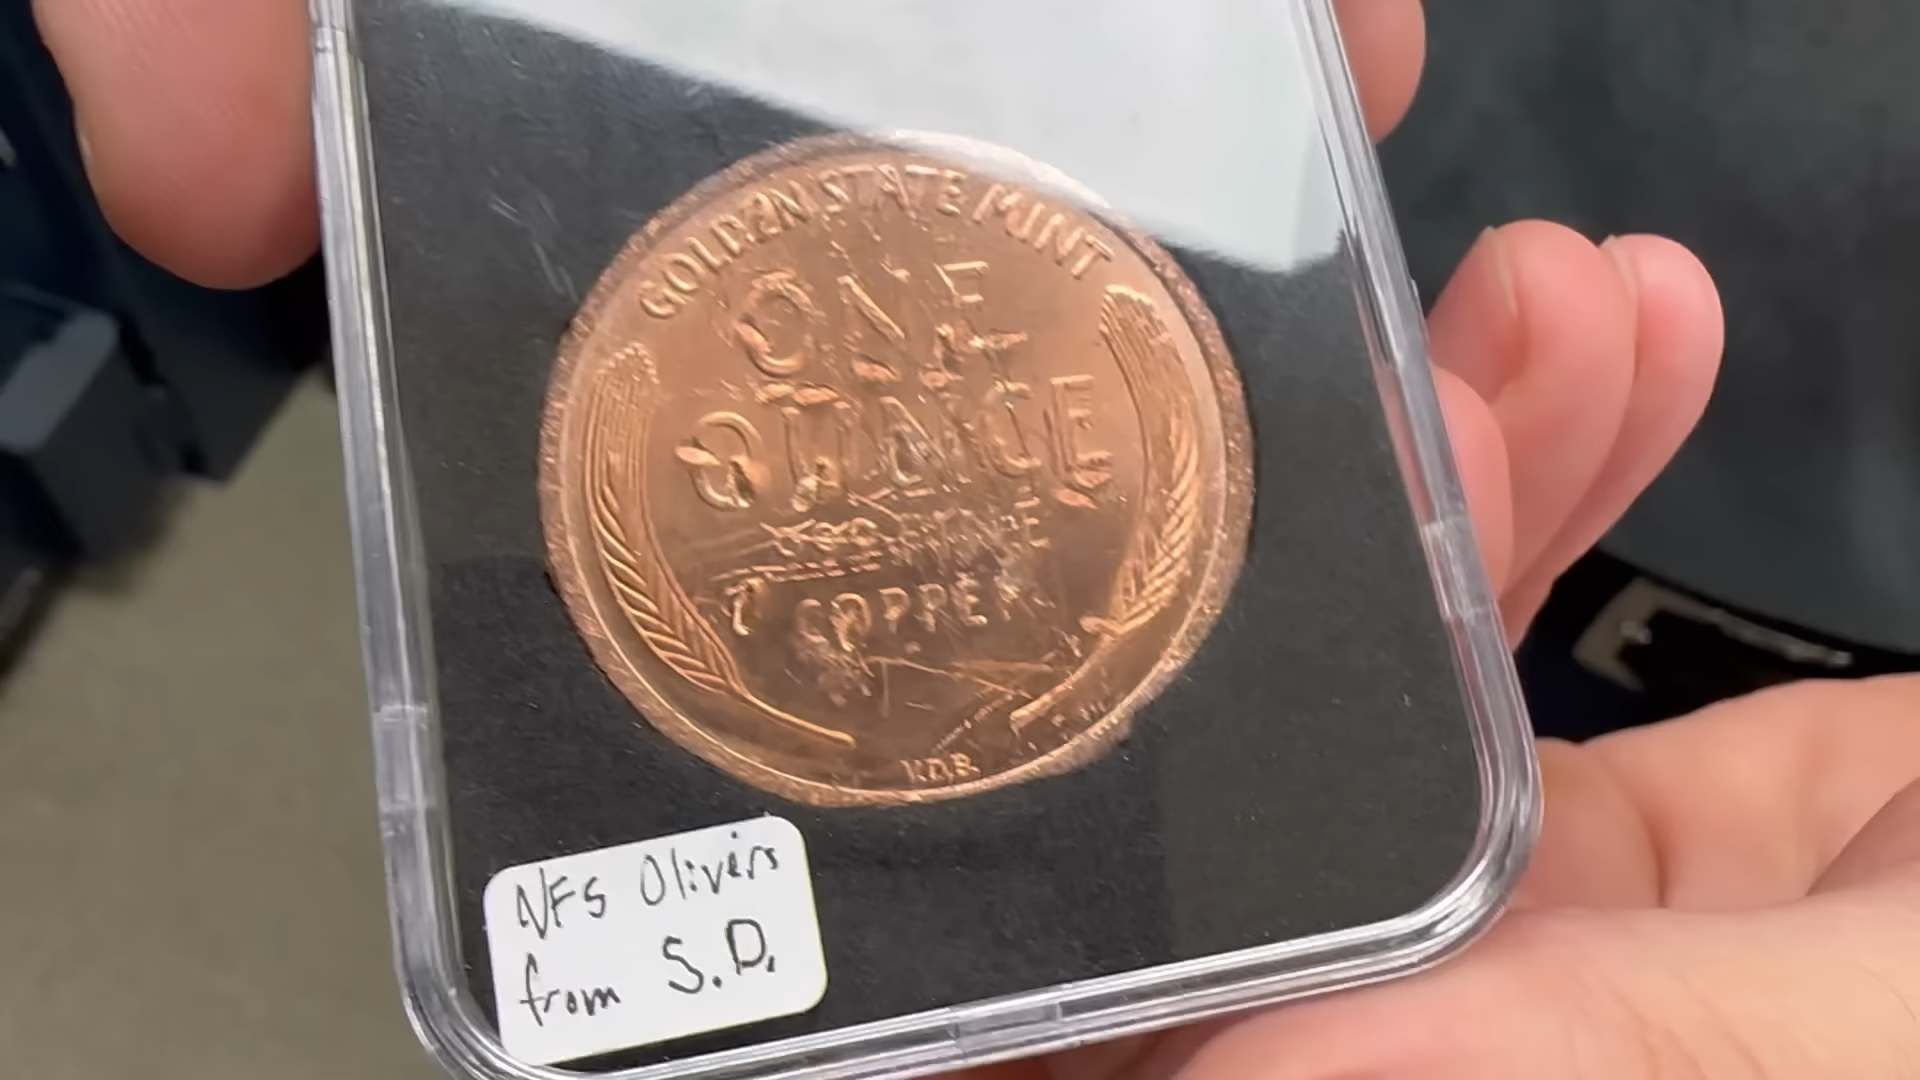 GOLDEN STATE MINT
ONE
OUNCE
COPPER
V.D.B.
NFS Olivers
from S.D.